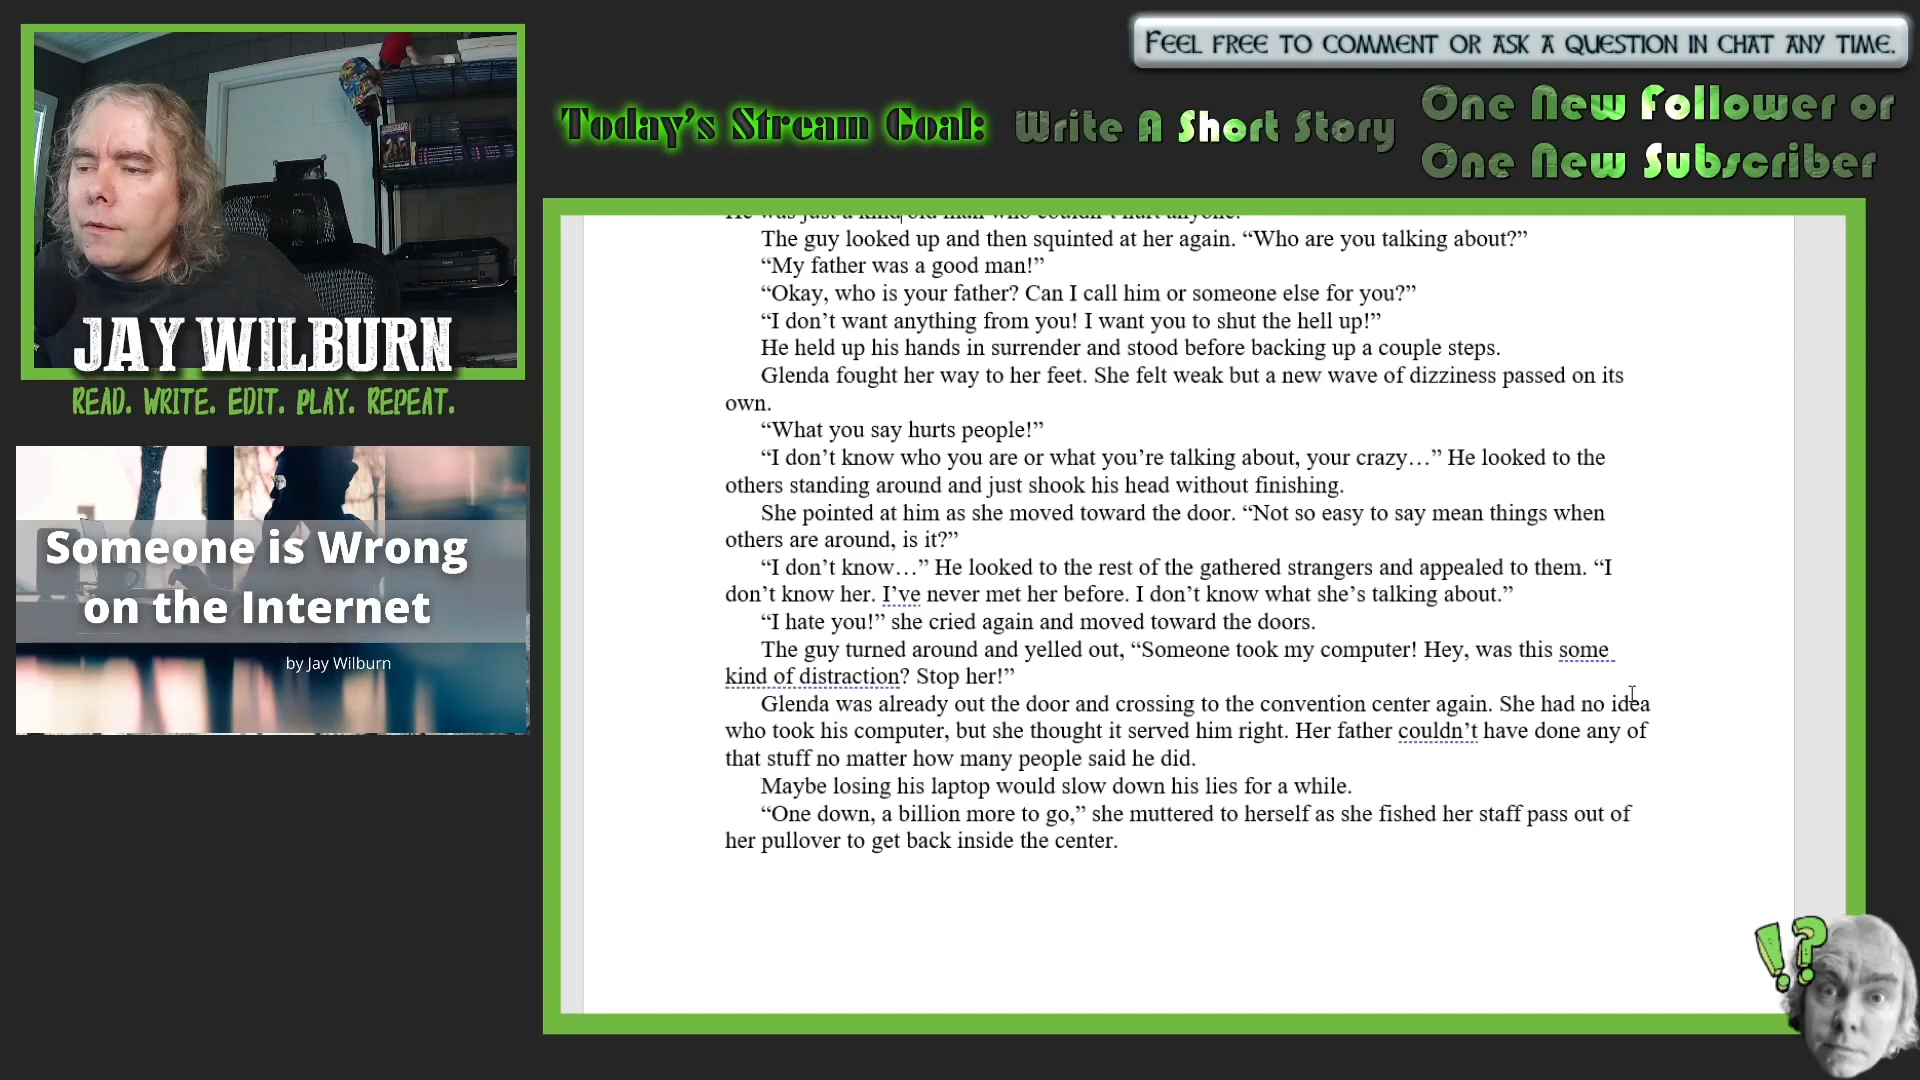 FEEL FREE TO COMMENT OR ASK A QUESTION IN CHAT ANY TIME.
Today's Stream Goal:
Write A Short Story
One New Follower or
One New Subscriber
JAY WILBURN
READ. WRITE. EDIT. PLAY. REPEAT.
Someone is Wrong
on the Internet
by Jay Wilburn
He was just a kind old man who couldn't hurt anyone.
The guy looked up and then squinted at her again. “Who are you talking about?”
“My father was a good man!”
“Okay, who is your father? Can I call him or someone else for you?”
“I don’t want anything from you! I want you to shut the hell up!”
He held up his hands in surrender and stood before backing up a couple steps.
Glenda fought her way to her feet. She felt weak but a new wave of dizziness passed on its
own.
“What you say hurts people!”
“I don’t know who you are or what you’re talking about, your crazy…” He looked to the
others standing around and just shook his head without finishing.
She pointed at him as she moved toward the door. “Not so easy to say mean things when
others are around, is it?”
“I don’t know…” He looked to the rest of the gathered strangers and appealed to them. “I
don’t know her. I’ve never met her before. I don’t know what she’s talking about.”
“I hate you!” she cried again and moved toward the doors.
The guy turned around and yelled out, “Someone took my computer! Hey, was this some
kind of distraction? Stop her!”
Glenda was already out the door and crossing to the convention center again. She had no idea
who took his computer, but she thought it served him right. Her father couldn’t have done any of
that stuff no matter how many people said he did.
Maybe losing his laptop would slow down his lies for a while.
“One down, a billion more to go,” she muttered to herself as she fished her staff pass out of
her pullover to get back inside the center.
!?